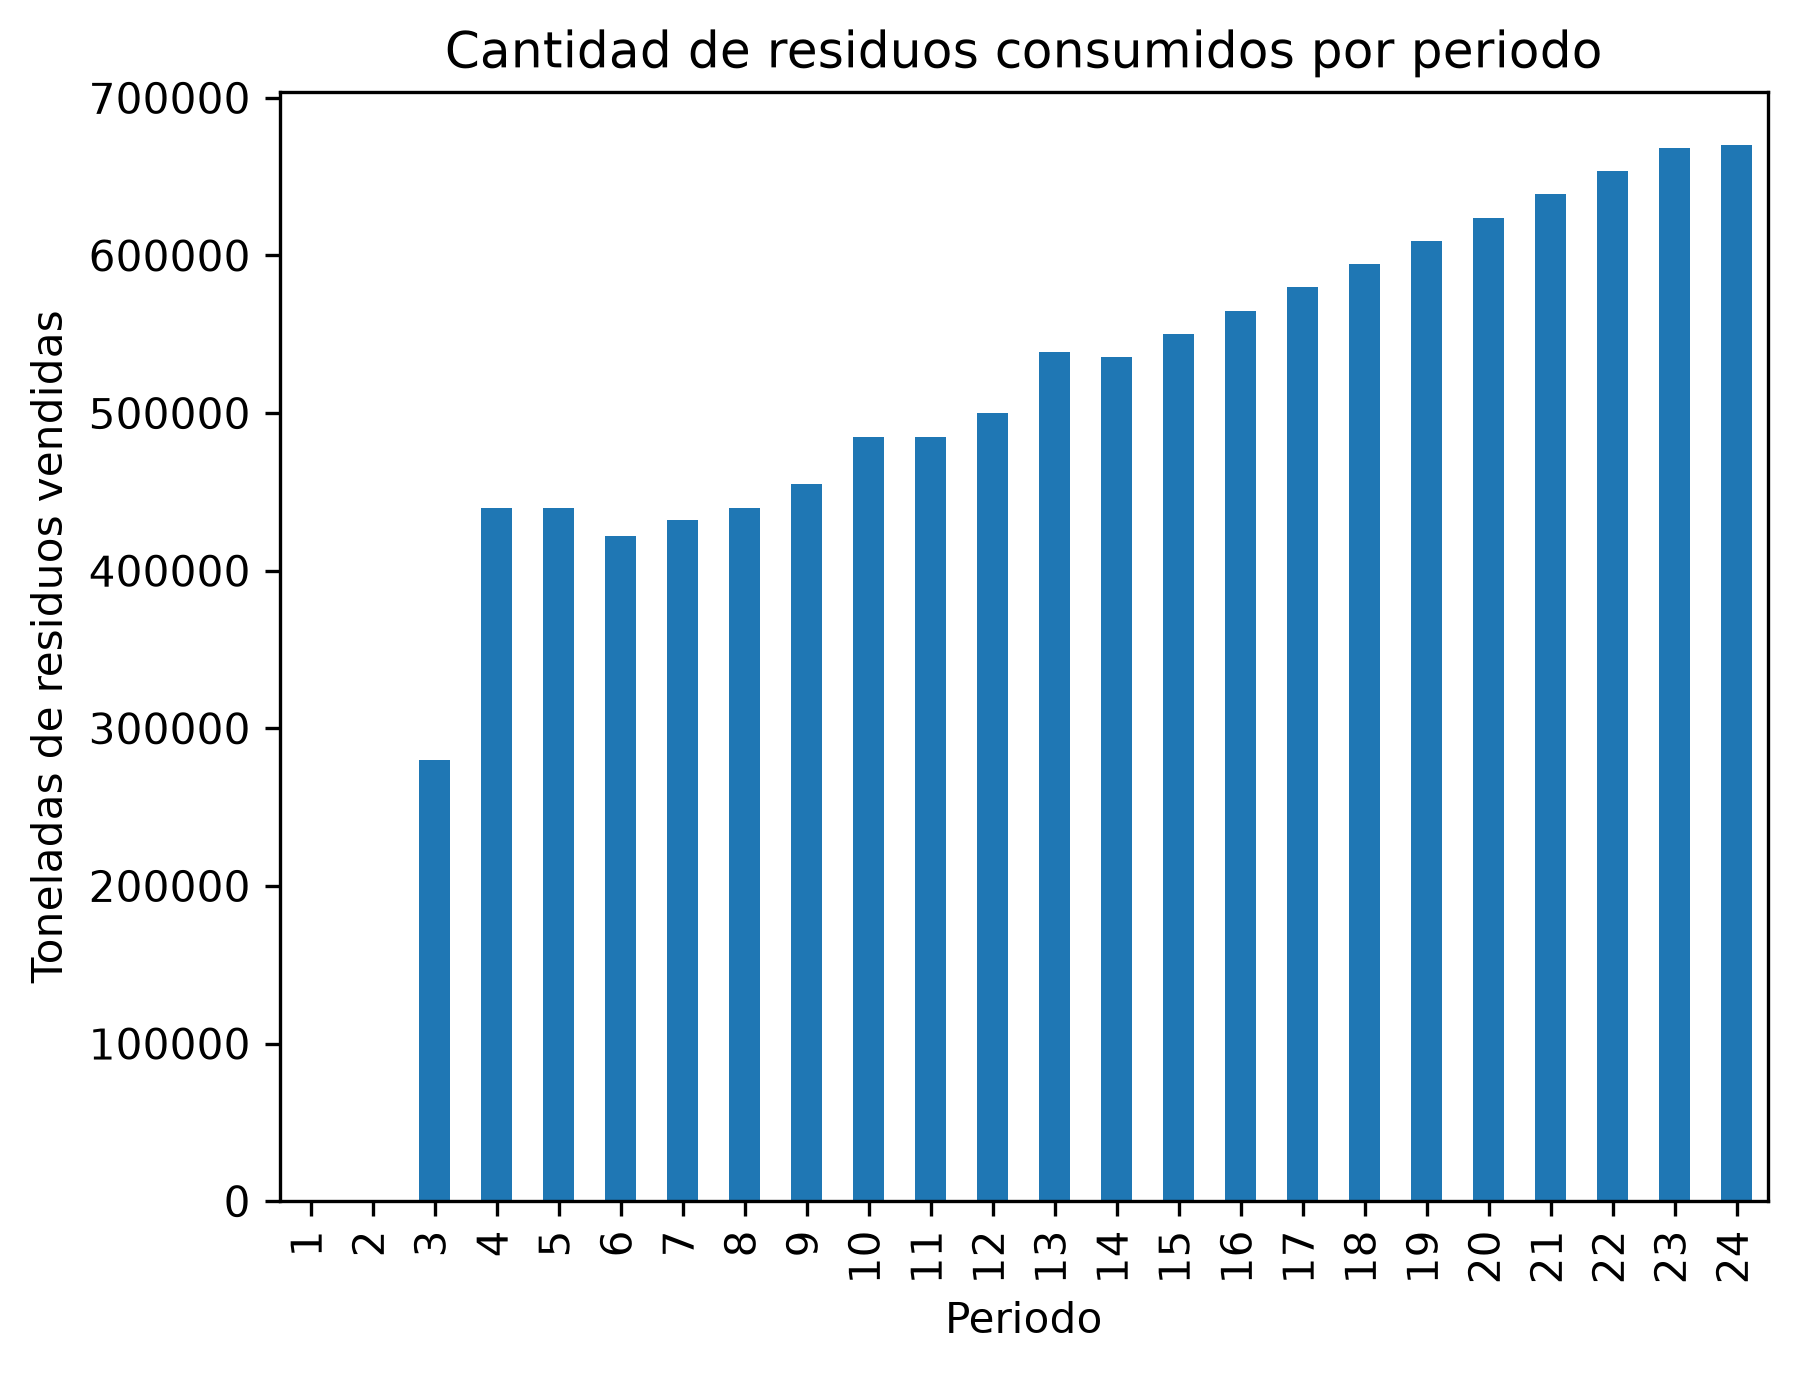 Cantidad de residuos consumidos por periodo
Toneladas de residuos vendidas
700000
600000
500000
400000
300000
200000
100000
0
1 2 3 4 5 6 7 8 9 10 11 12 13 14 15 16 17 18 19 20 21 22 23 24
Periodo